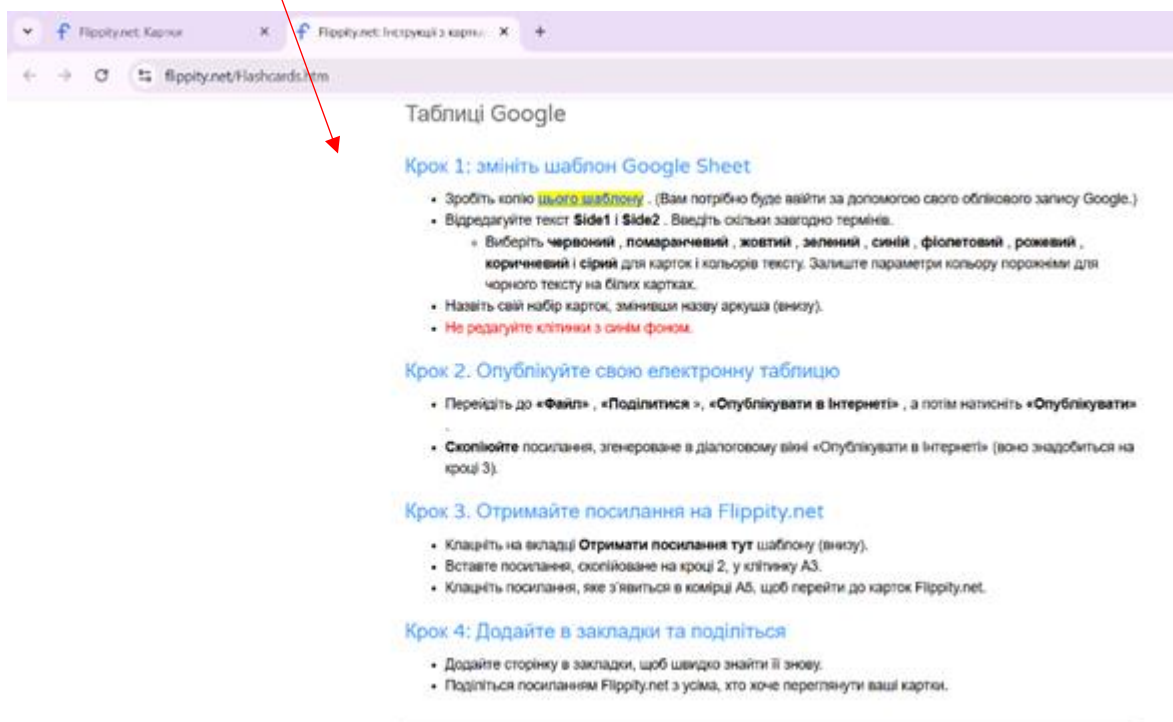 Flippity.net: Картки
Flippity.net: Інструкції з картка
flippity.net/Flashcards.htm
Таблиці Google
Крок 1: змініть шаблон Google Sheet
• Зробіть копію цього шаблону . (Вам потрібно буде ввійти за допомогою свого облікового запису Google.)
• Відредагуйте текст Side1 і Side2 . Введіть скільки завгодно термінів.
Виберіть червоний , помаранчевий , жовтий , зелений , синій , фіолетовий , рожевий ,
коричневий і сірий для карток і кольорів тексту. Залиште параметри кольору порожніми для
чорного тексту на білих картках.
• Назвіть свій набір карток, змінивши назву аркуша (внизу).
• Не редагуйте клітинки з синім фоном.
Крок 2. Опублікуйте свою електронну таблицю
• Перейдіть до «Файл» , «Поділитися », «Опублікувати в Інтернеті» , а потім натисніть «Опублікувати»
.
• Скопіюйте посилання, згенероване в діалоговому вікні «Опублікувати в Інтернеті» (воно знадобиться на
кроці 3).
Крок 3. Отримайте посилання на Flippity.net
• Клацніть на вкладці Отримати посилання тут шаблону (внизу).
• Вставте посилання, скопійоване на кроці 2, у клітинку A3.
• Клацніть посилання, яке з'явиться в комірці A5, щоб перейти до карток Flippity.net.
Крок 4: Додайте в закладки та поділіться
• Додайте сторінку в закладки, щоб швидко знайти її знову.
• Поділіться посиланням Flippity.net з усіма, хто хоче переглянути ваші картки.